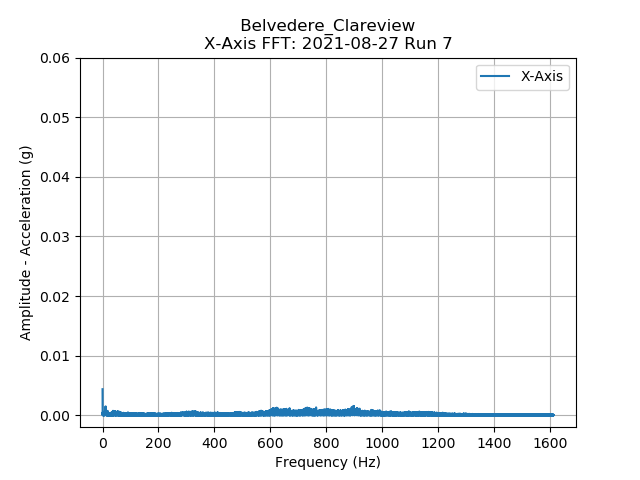 Belvedere_Clareview
X-Axis FFT: 2021-08-27 Run 7
X-Axis
0.06
0.05
0.04
0.03
0.02
0.01
0.00
Amplitude - Acceleration (g)
0 200 400 600 800 1000 1200 1400 1600
Frequency (Hz)